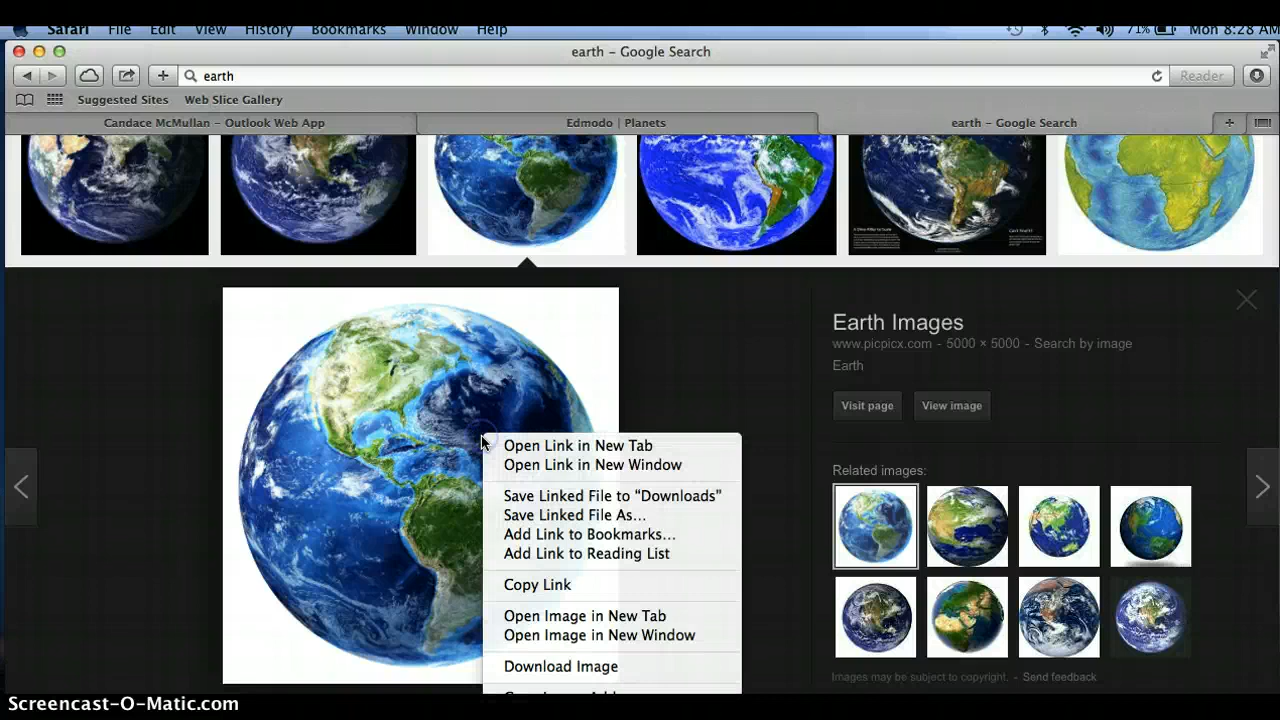 Safari File Edit View History Bookmarks Window Help 71% Mon 8:28 AM
earth – Google Search
earth Reader
Suggested Sites Web Slice Gallery
Candace McMullan – Outlook Web App Edmodo | Planets earth – Google Search
Earth Images
www.picpicx.com - 5000 × 5000 - Search by image
Earth
Visit page View image
Open Link in New Tab
Open Link in New Window
Save Linked File to “Downloads”
Save Linked File As...
Add Link to Bookmarks...
Add Link to Reading List
Copy Link
Open Image in New Tab
Open Image in New Window
Download Image
Related images:
Images may be subject to copyright. - Send feedback
Screencast-O-Matic.com